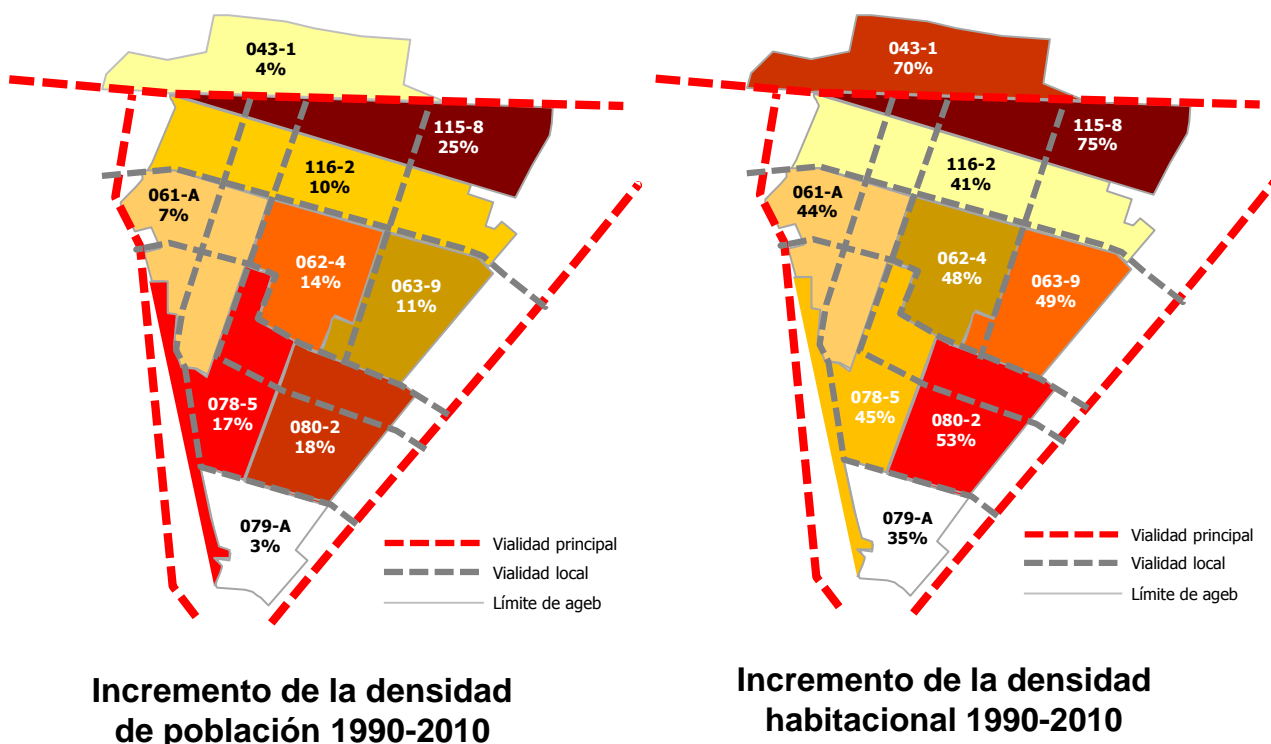 043-1
4%
115-8
25%
116-2
10%
061-A
7%
062-4
14%
063-9
11%
078-5
17%
080-2
18%
079-A
3%
Vialidad principal
Vialidad local
Límite de ageb
Incremento de la densidad
de población 1990-2010
043-1
70%
115-8
75%
116-2
41%
061-A
44%
062-4
48%
063-9
49%
078-5
45%
080-2
53%
079-A
35%
Vialidad principal
Vialidad local
Límite de ageb
Incremento de la densidad
habitacional 1990-2010